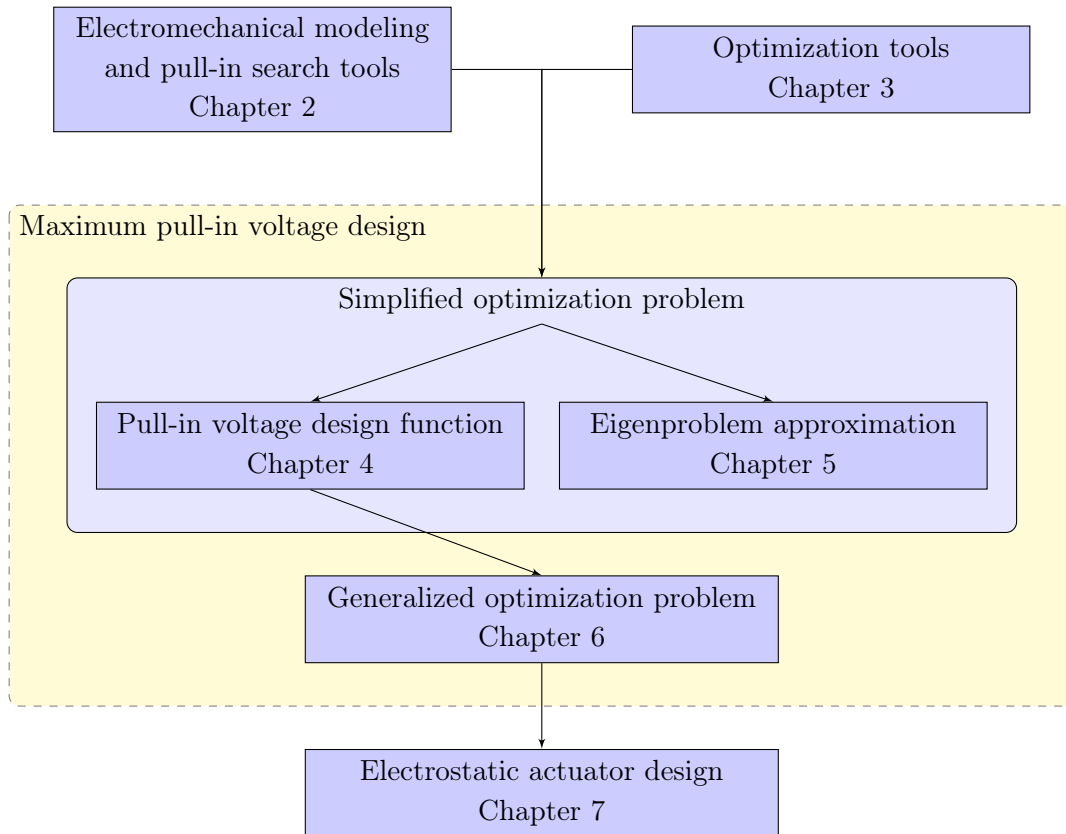 Electromechanical modeling
and pull-in search tools
Chapter 2
Optimization tools
Chapter 3
Maximum pull-in voltage design
Simplified optimization problem
Pull-in voltage design function
Chapter 4
Eigenproblem approximation
Chapter 5
Generalized optimization problem
Chapter 6
Electrostatic actuator design
Chapter 7